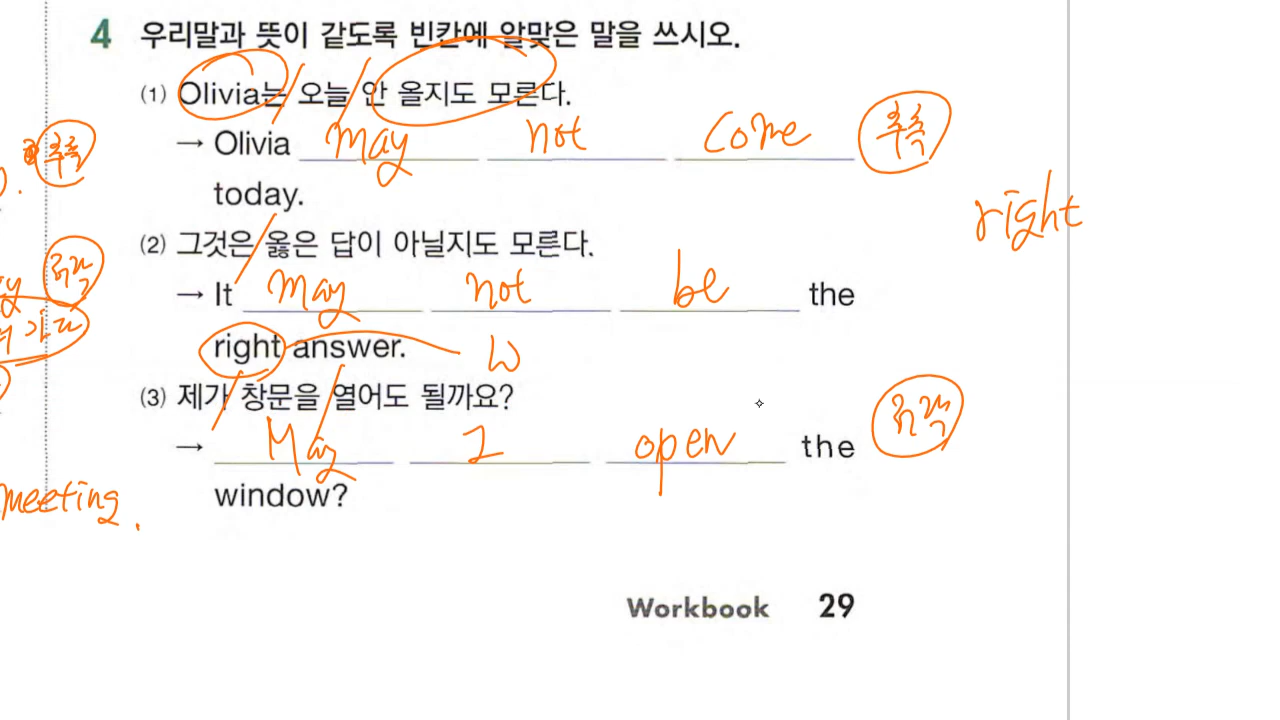 4 우리말과 뜻이 같도록 빈칸에 알맞은 말을 쓰시오.
(1) Olivia는 오늘 안 올지도 모른다.
→ Olivia may not come 추측
추측
today.
right
(2) 그것은 옳은 답이 아닐지도 모른다.
→ It may not be the
right answer. w
(3) 제가 창문을 열어도 될까요?
→ May I open the 허락
window?
meeting.
Workbook 29